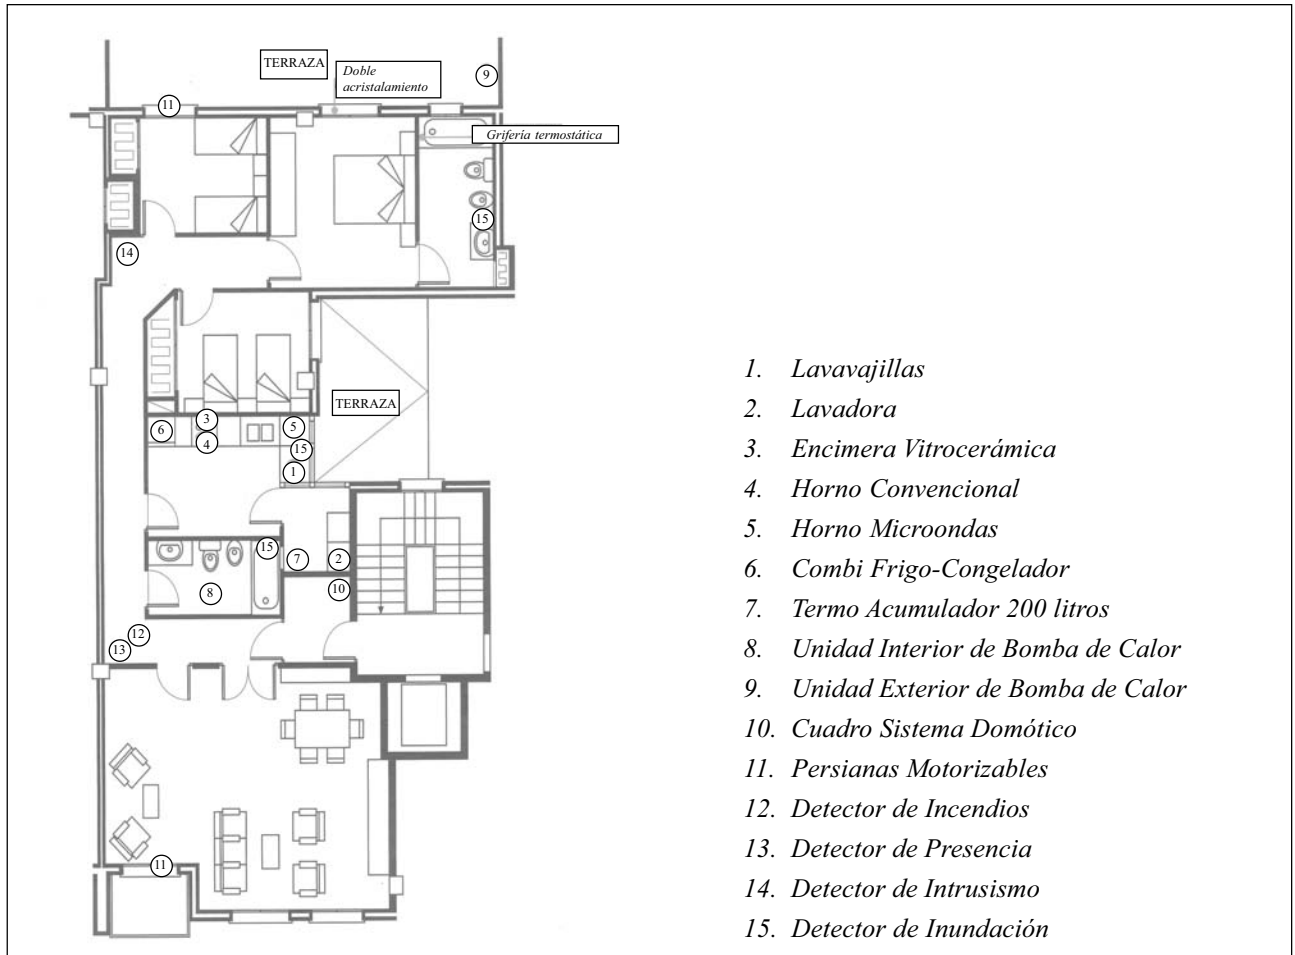 TERRAZA
Doble
acristalamiento
9
11
Grifería termostática
15
14
TERRAZA
3
5
6
4
15
1
15
7
2
10
8
12
13
11
1. Lavavajillas
2. Lavadora
3. Encimera Vitrocerámica
4. Horno Convencional
5. Horno Microondas
6. Combi Frigo-Congelador
7. Termo Acumulador 200 litros
8. Unidad Interior de Bomba de Calor
9. Unidad Exterior de Bomba de Calor
10. Cuadro Sistema Domótico
11. Persianas Motorizables
12. Detector de Incendios
13. Detector de Presencia
14. Detector de Intrusismo
15. Detector de Inundación